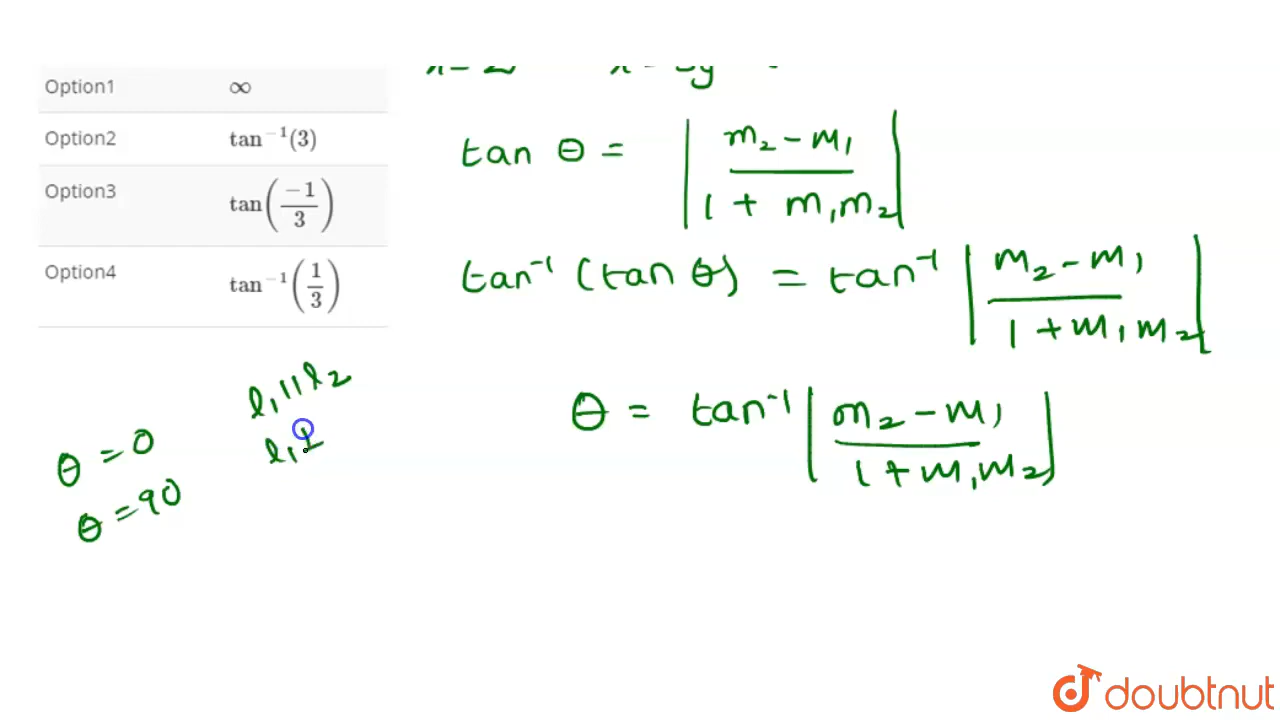 Option1 ∞
Option2 tan⁻¹(3)
Option3 tan(−1/3)
Option4 tan⁻¹(1/3)
tan θ = | m₂ − m₁ / 1 + m₁m₂ |
tan⁻¹ (tan θ) = tan⁻¹ | m₂ − m₁ / 1 + m₁m₂ |
θ = tan⁻¹ | m₂ − m₁ / 1 + m₁m₂ |
θ = 0 l₁ || l₂
θ = 90 l₁ ⊥
doubtnut